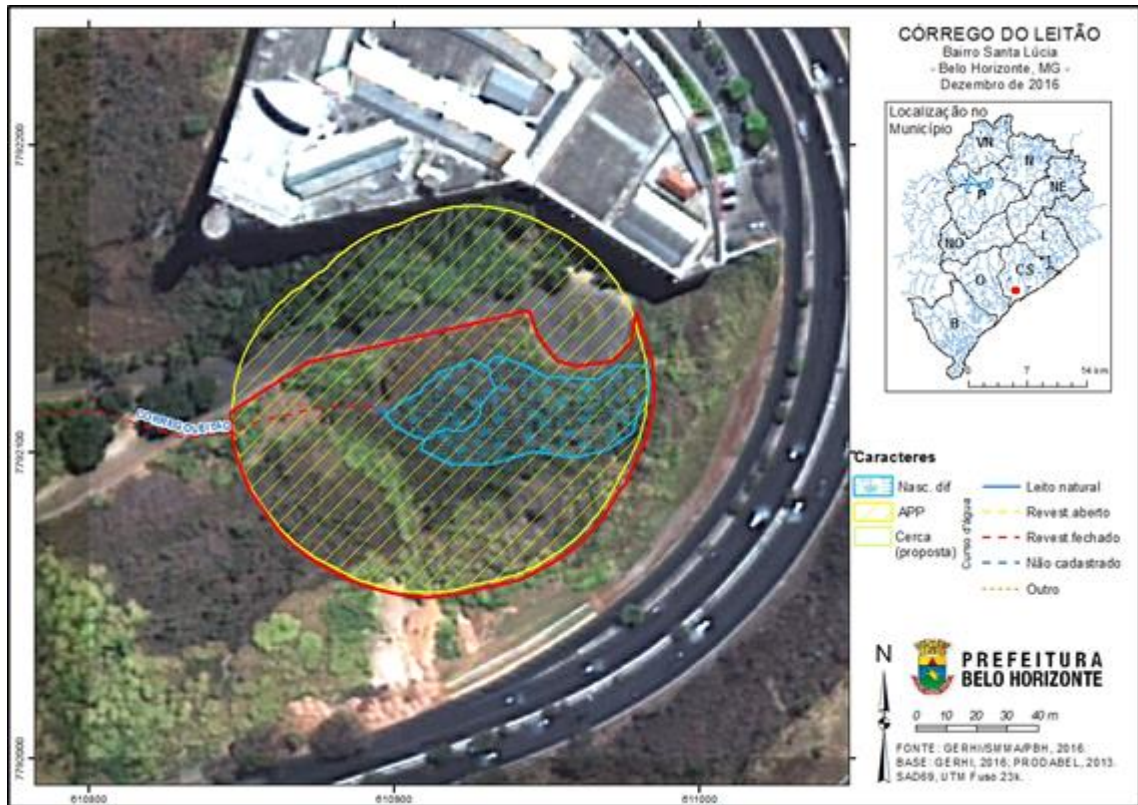 CÓRREGO DO LEITÃO
Bairro Santa Lúcia
- Belo Horizonte, MG -
Dezembro de 2016
Localização no
Município
VN
N
NE
P
NO
L
CS
O
B
0 7 14 km
7792200
7792100
7792000
CÓRREGO LEITÃO
Caracteres
Nasc. dif
APP
Cerca
(proposta)
Curso d'água
Leito natural
Revest.aberto
Revest.fechado
Não cadastrado
Outro
N
PREFEITURA
BELO HORIZONTE
0 10 20 30 40 m
FONTE: GERHI/SMMA/PBH, 2016.
BASE: GERHI, 2016; PRODABEL, 2013.
SAD69, UTM Fuso 23k.
610800 610900 611000